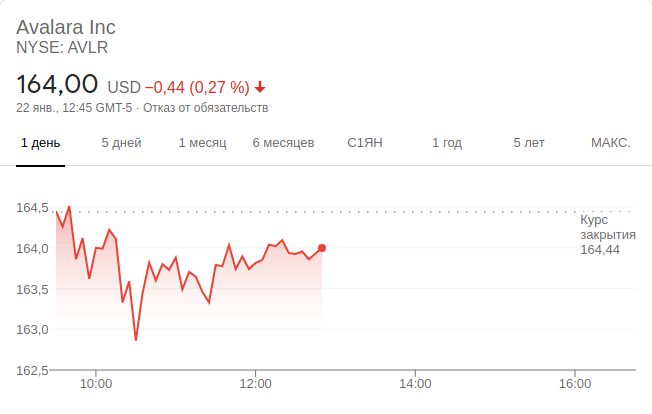 Avalara Inc
NYSE: AVLR
164,00 USD −0,44 (0,27 %)
22 янв., 12:45 GMT-5 · Отказ от обязательств
1 день 5 дней 1 месяц 6 месяцев С1ЯН 1 год 5 лет МАКС.
164,5
Курс
закрытия
164,44
164,0
163,5
163,0
162,5
10:00 12:00 14:00 16:00